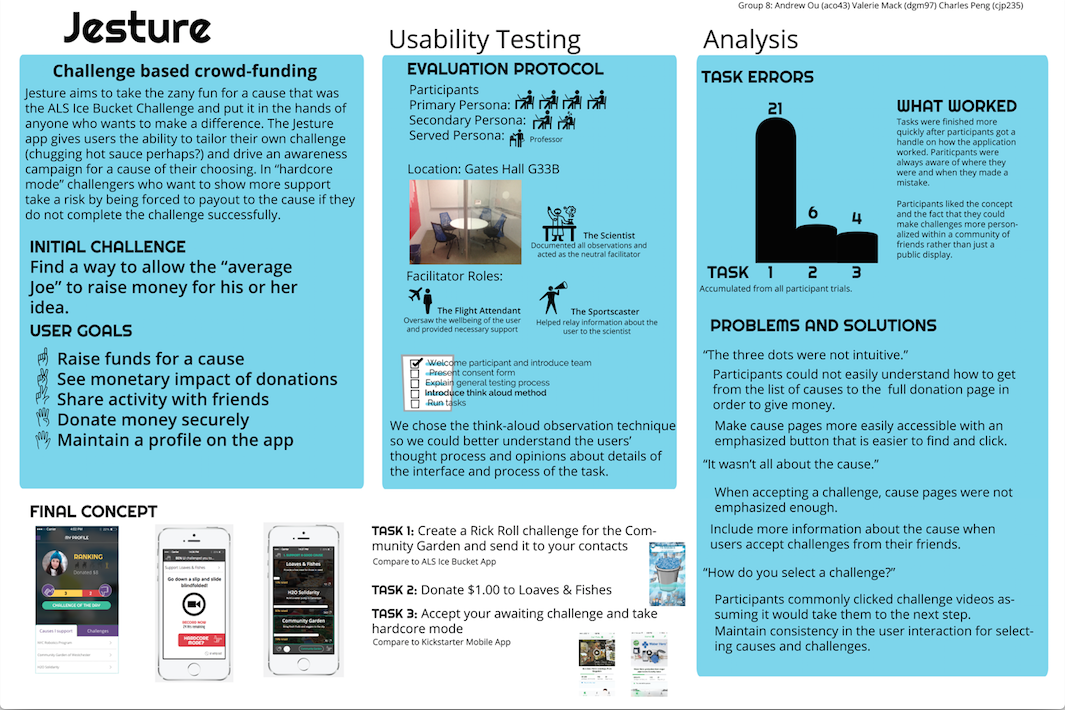 Group 8: Andrew Ou (aco43) Valerie Mack (dgm97) Charles Peng (cjp235)
Jesture
Challenge based crowd-funding
Jesture aims to take the zany fun for a cause that was
the ALS Ice Bucket Challenge and put it in the hands of
anyone who wants to make a difference. The Jesture
app gives users the ability to tailor their own challenge
(chugging hot sauce perhaps?) and drive an awareness
campaign for a cause of their choosing. In “hardcore
mode” challengers who want to show more support
take a risk by being forced to payout to the cause if they
do not complete the challenge successfully.
INITIAL CHALLENGE
Find a way to allow the “average
Joe” to raise money for his or her
idea.
USER GOALS
Raise funds for a cause
See monetary impact of donations
Share activity with friends
Donate money securely
Maintain a profile on the app
Usability Testing
EVALUATION PROTOCOL
Participants
Primary Persona:
Secondary Persona:
Served Persona:
Professor
Location: Gates Hall G33B
The Scientist
Documented all observations and
acted as the neutral facilitator
Facilitator Roles:
The Flight Attendant
Oversaw the wellbeing of the user
and provided necessary support
The Sportscaster
Helped relay information about the
user to the scientist
Welcome participant and introduce team
Present consent form
Explain general testing process
Introduce think aloud method
Run tasks
We chose the think-aloud observation technique
so we could better understand the users’
thought process and opinions about details of
the interface and process of the task.
Analysis
TASK ERRORS
21
6
4
TASK 1 2 3
Accumulated from all participant trials.
WHAT WORKED
Tasks were finished more
quickly after participants got a
handle on how the application
worked. Pariticpants were
always aware of where they
were and when they made a
mistake.
Participants liked the concept
and the fact that they could
make challenges more person-
alized within a community of
friends rather than just a
public display.
PROBLEMS AND SOLUTIONS
“The three dots were not intuitive.”
Participants could not easily understand how to get
from the list of causes to the full donation page in
order to give money.
Make cause pages more easily accessible with an
emphasized button that is easier to find and click.
“It wasn’t all about the cause.”
When accepting a challenge, cause pages were not
emphasized enough.
Include more information about the cause when
users accept challenges from their friends.
“How do you select a challenge?”
Participants commonly clicked challenge videos as-
suming it would take them to the next step.
Maintain consistency in the user interaction for select-
ing causes and challenges.
FINAL CONCEPT
MY PROFILE
RANKING
Donated $8
3 3
CHALLENGE OF THE DAY
Causes I support
Challenges
H2O Solidarity
Support Loaves & Fishes
Go down a slip and slide
blindfolded!
RECORD NOW
HARDCORE
MODE?
Loaves & Fishes
H2O Solidarity
Community Garden
TASK 1: Create a Rick Roll challenge for the Com-
munity Garden and send it to your contacts
Compare to ALS Ice Bucket App
TASK 2: Donate $1.00 to Loaves & Fishes
TASK 3: Accept your awaiting challenge and take
hardcore mode
Compare to Kickstarter Mobile App